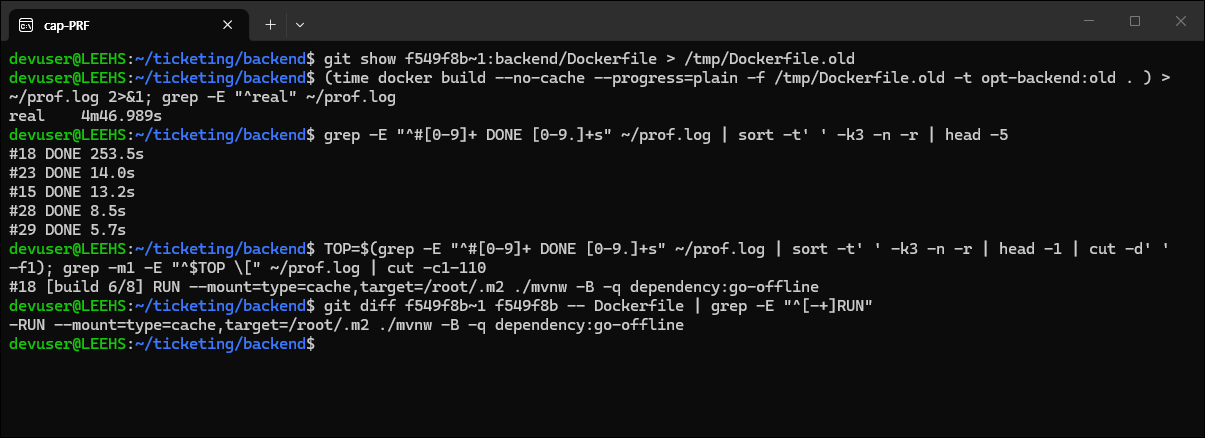 cap-PRF
devuser@LEEHS:~/ticketing/backend$ git show f549f8b~1:backend/Dockerfile > /tmp/Dockerfile.old
devuser@LEEHS:~/ticketing/backend$ (time docker build --no-cache --progress=plain -f /tmp/Dockerfile.old -t opt-backend:old . ) >
~/prof.log 2>&1; grep -E "^real" ~/prof.log
real    4m46.989s
devuser@LEEHS:~/ticketing/backend$ grep -E "^#[0-9]+ DONE [0-9.]+s" ~/prof.log | sort -t' ' -k3 -n -r | head -5
#18 DONE 253.5s
#23 DONE 14.0s
#15 DONE 13.2s
#28 DONE 8.5s
#29 DONE 5.7s
devuser@LEEHS:~/ticketing/backend$ TOP=$(grep -E "^#[0-9]+ DONE [0-9.]+s" ~/prof.log | sort -t' ' -k3 -n -r | head -1 | cut -d' '
-f1); grep -m1 -E "^$TOP \[" ~/prof.log | cut -c1-110
#18 [build 6/8] RUN --mount=type=cache,target=/root/.m2 ./mvnw -B -q dependency:go-offline
devuser@LEEHS:~/ticketing/backend$ git diff f549f8b~1 f549f8b -- Dockerfile | grep -E "^[-+]RUN"
-RUN --mount=type=cache,target=/root/.m2 ./mvnw -B -q dependency:go-offline
devuser@LEEHS:~/ticketing/backend$